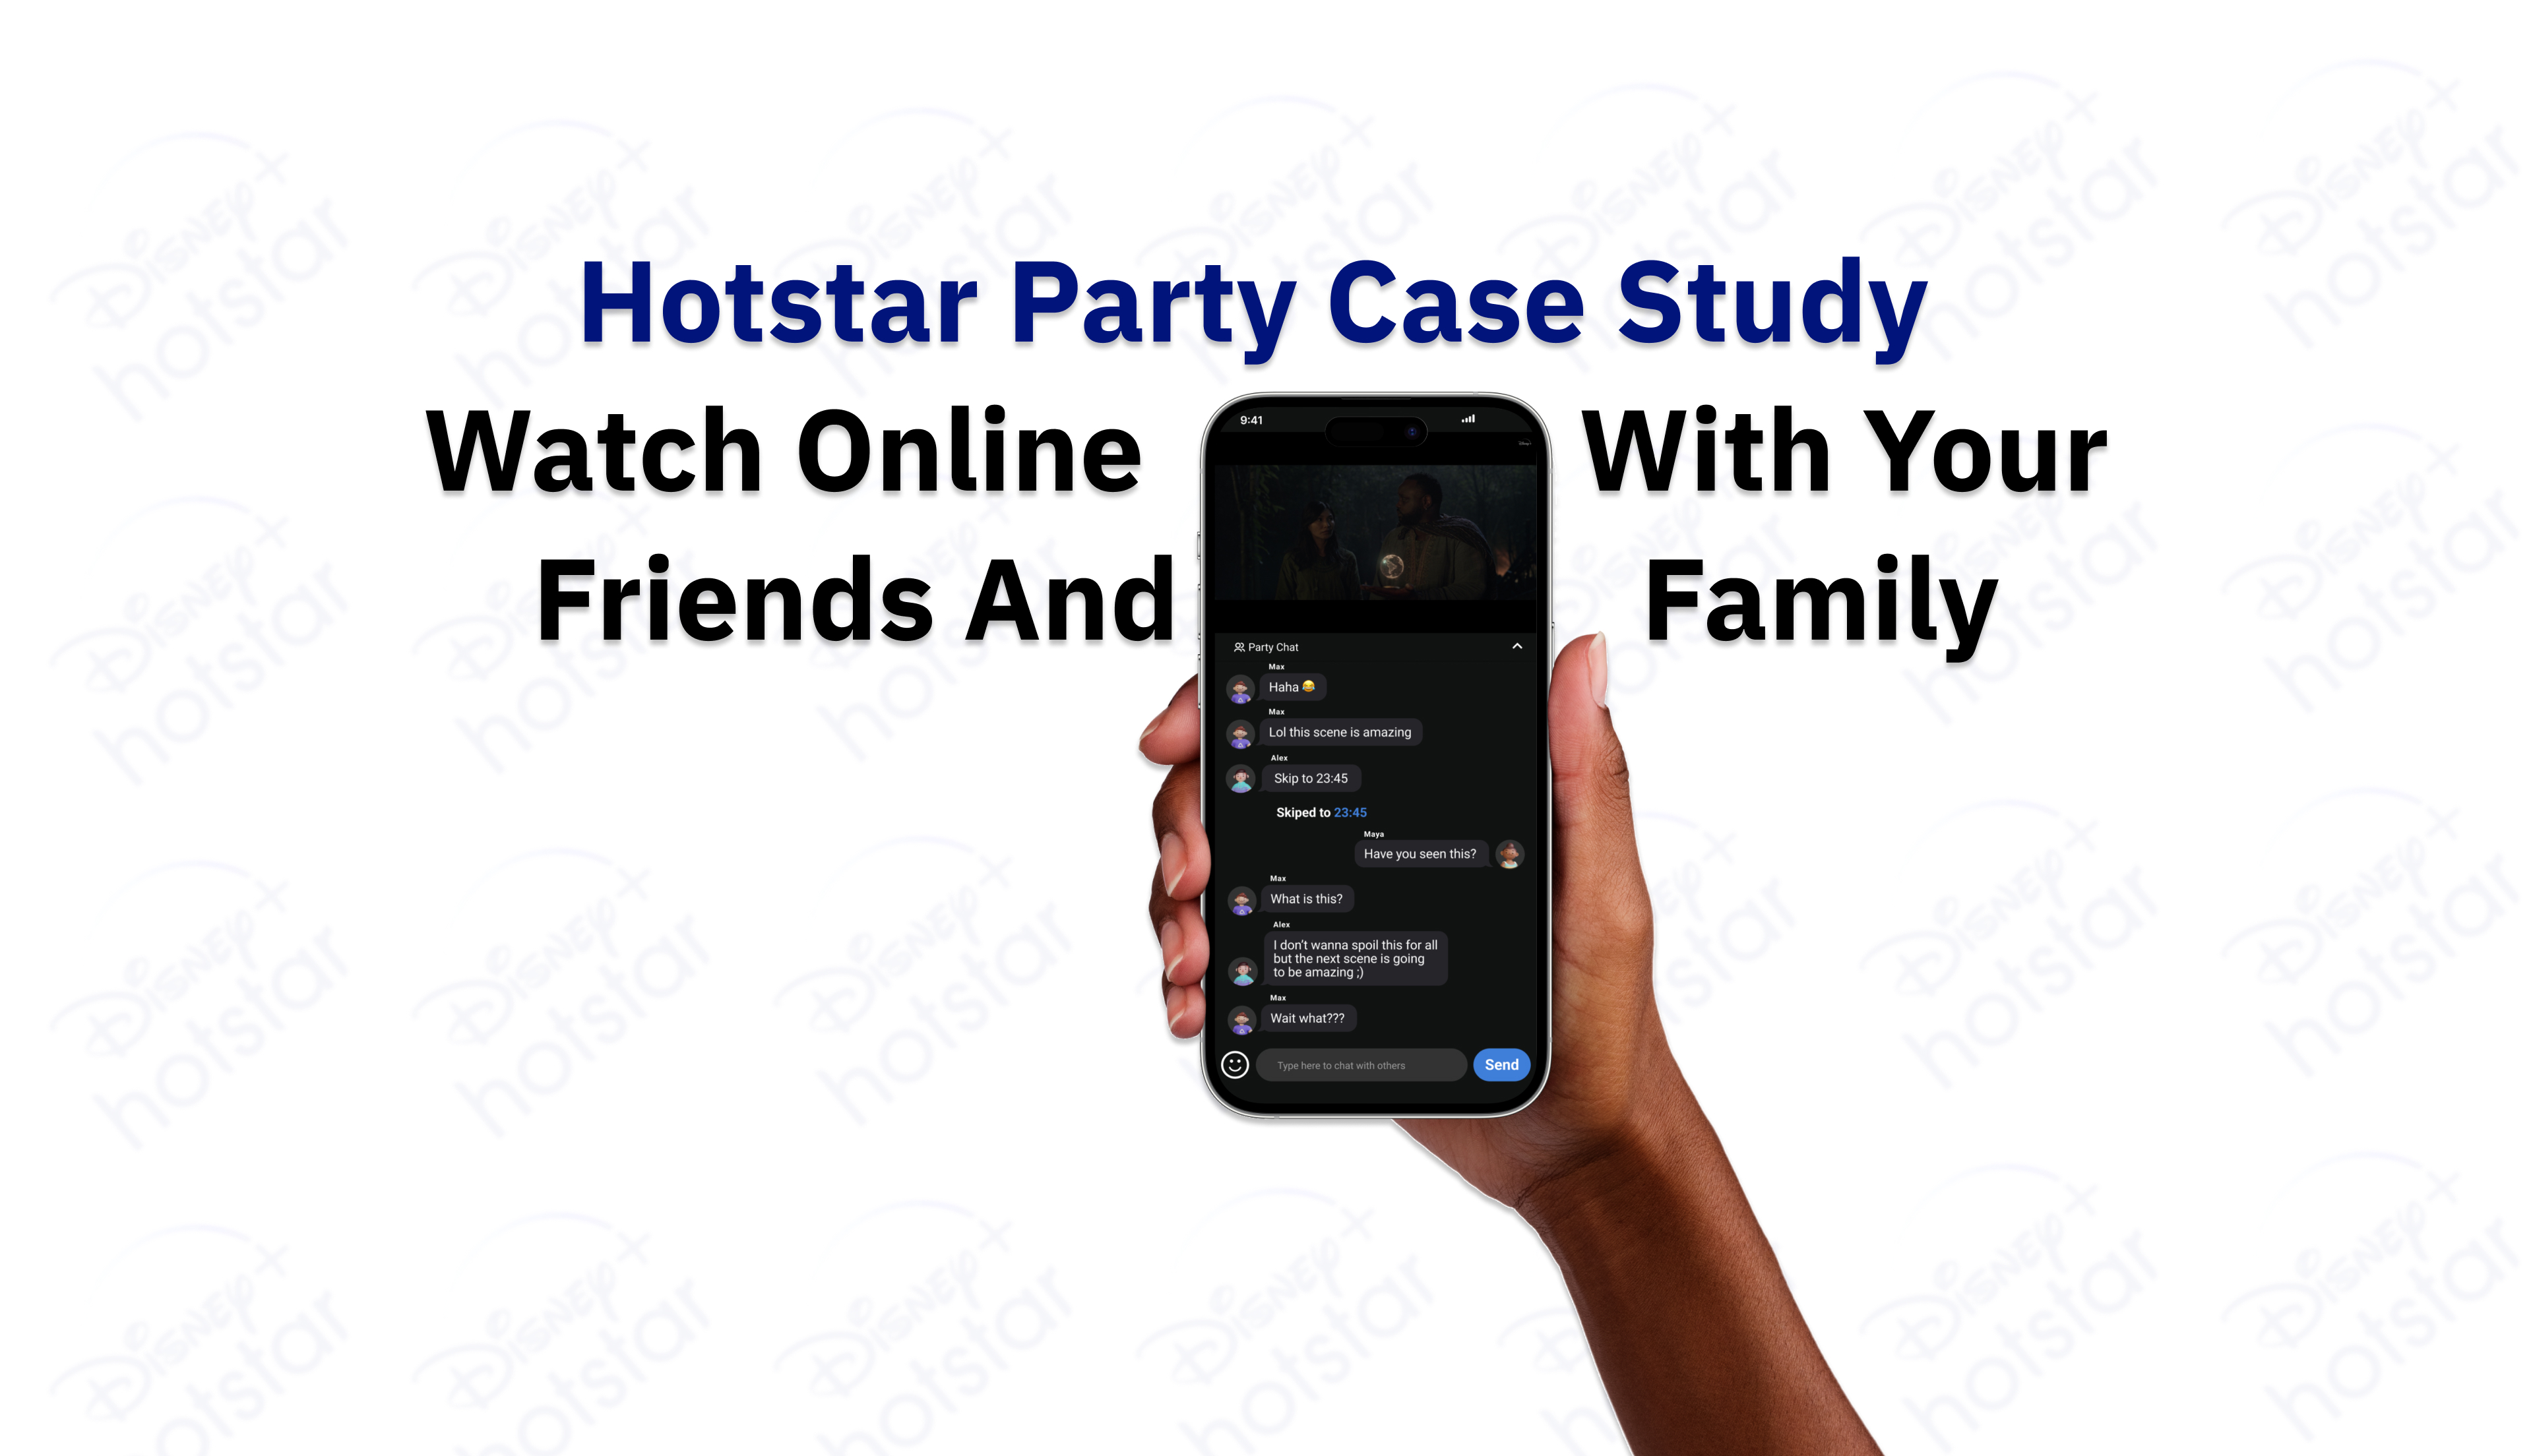 Hotstar Party Case Study
Watch Online With Your
Friends And Family
9:41
Party Chat
Max
Haha 😂
Max
Lol this scene is amazing
Alex
Skip to 23:45
Skiped to 23:45
Maya
Have you seen this?
Max
What is this?
Alex
I don't wanna spoil this for all
but the next scene is going
to be amazing ;)
Max
Wait what???
Type here to chat with others
Send
Disney+
hotstar